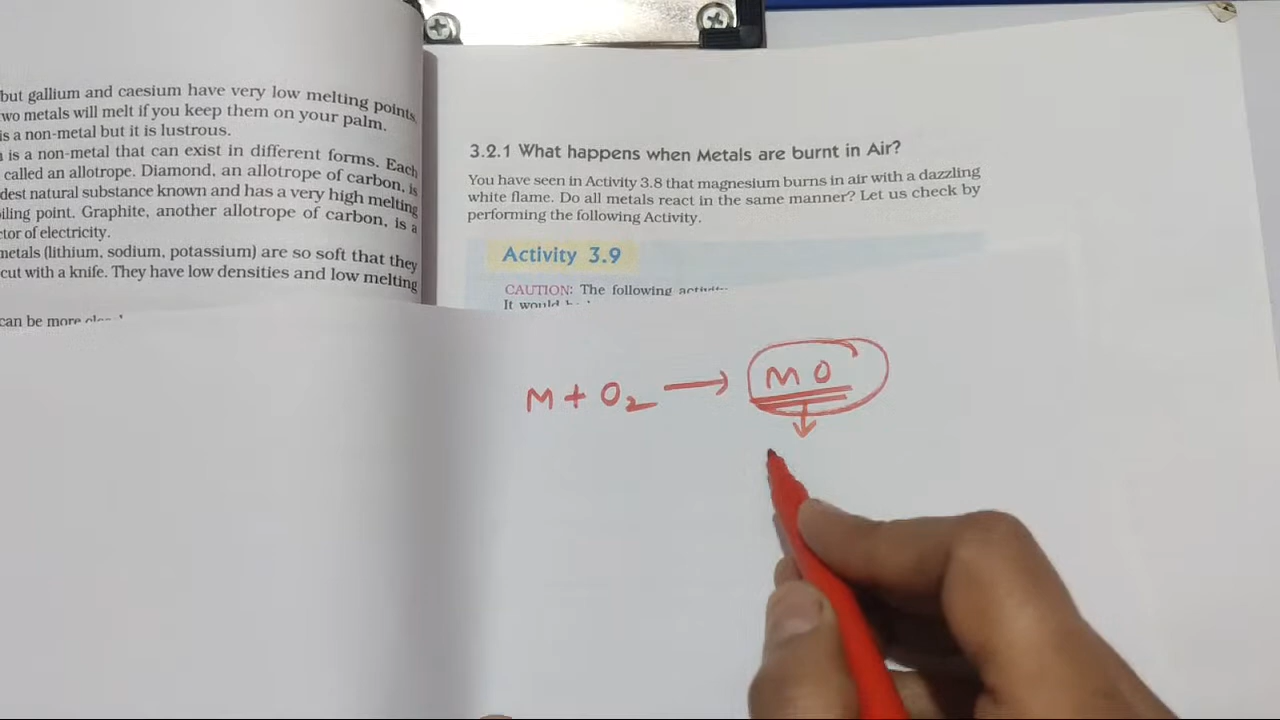 but gallium and caesium have very low melting points.
two metals will melt if you keep them on your palm.
is a non-metal but it is lustrous.
is a non-metal that can exist in different forms. Each
called an allotrope. Diamond, an allotrope of carbon, is
natural substance known and has a very high melting
point. Graphite, another allotrope of carbon, is a
of electricity.
metals (lithium, sodium, potassium) are so soft that they
cut with a knife. They have low densities and low melting
can be more
3.2.1 What happens when Metals are burnt in Air?
You have seen in Activity 3.8 that magnesium burns in air with a dazzling
white flame. Do all metals react in the same manner? Let us check by
performing the following Activity.
Activity 3.9
CAUTION: The following
It would
M + O2 → MO